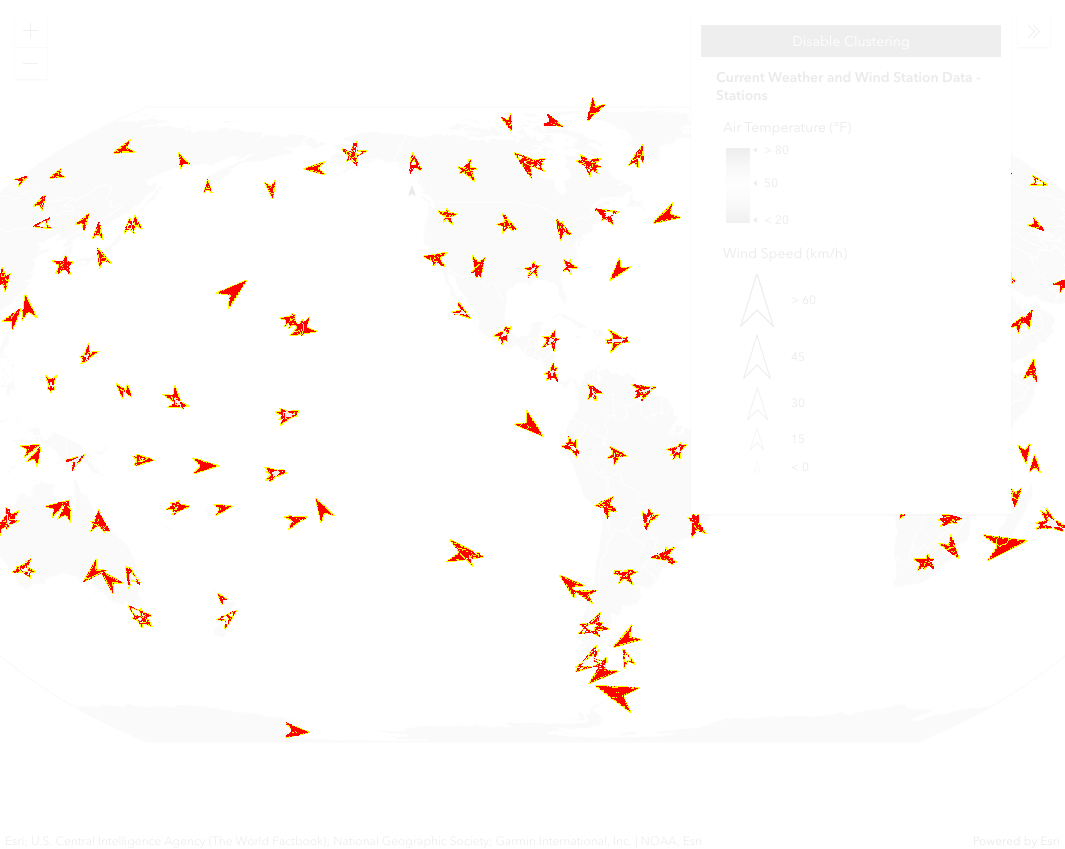 +
−
Disable Clustering
Current Weather and Wind Station Data -
Stations
Air Temperature (°F)
> 80
50
< 20
Wind Speed (km/h)
> 60
45
30
15
< 0
Esri; U.S. Central Intelligence Agency (The World Factbook); National Geographic Society; Garmin International, Inc. | NOAA, Esri
Powered by Esri